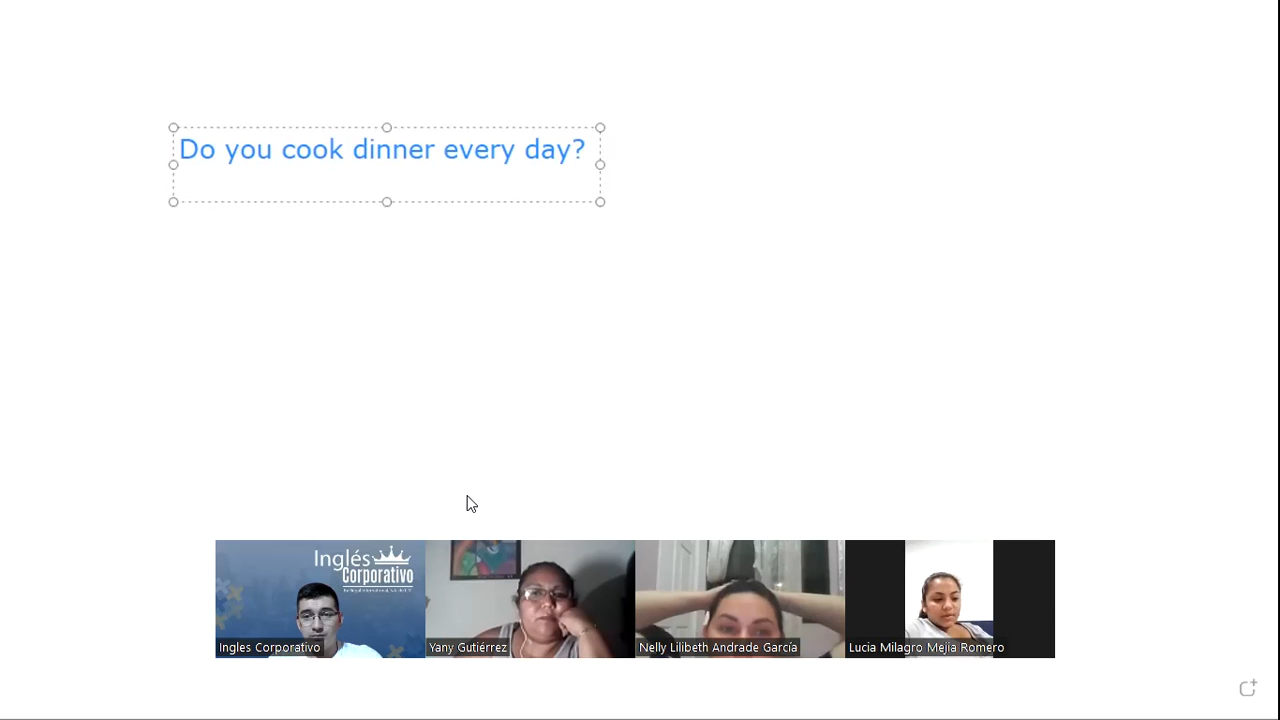 Do you cook dinner every day?
Inglés
Corporativo
Ingles Corporativo
Yany Gutiérrez
Nelly Lilibeth Andrade García
Lucia Milagro Mejia Romero